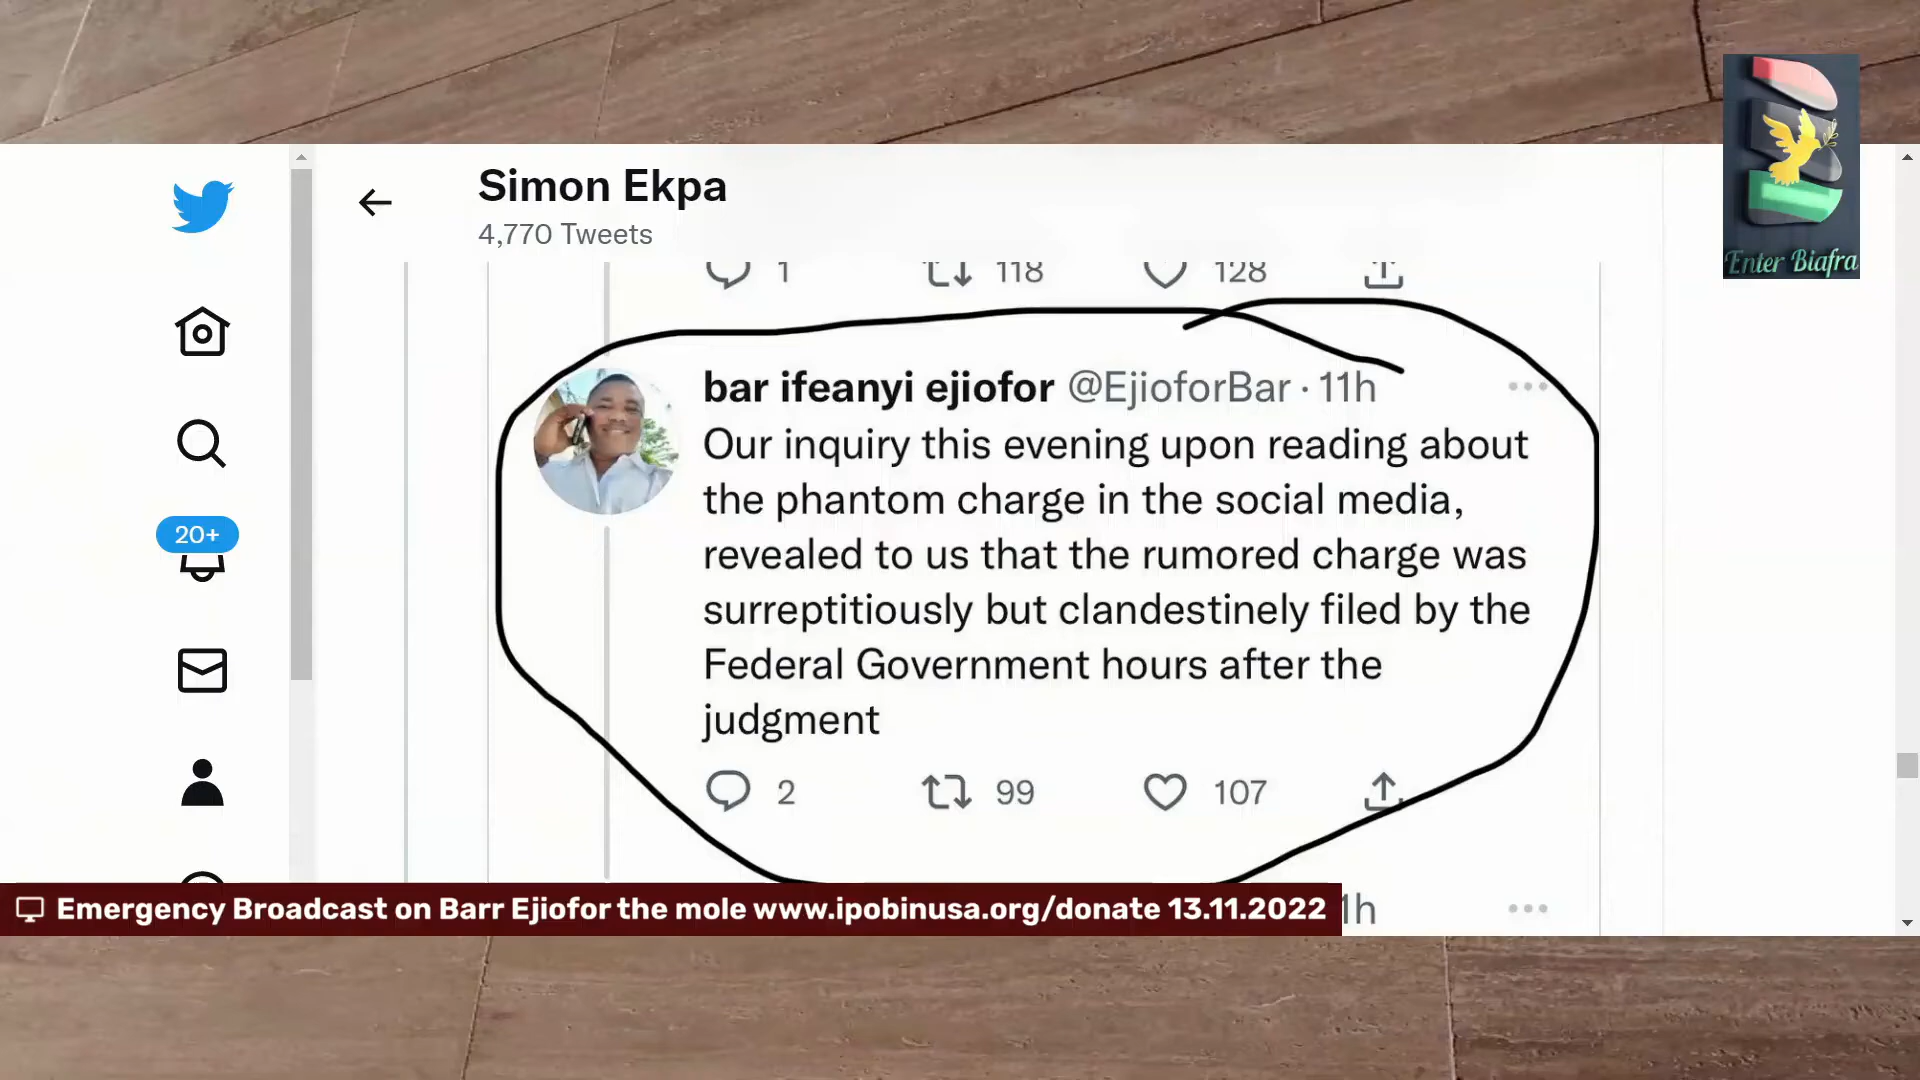 Simon Ekpa
4,770 Tweets
Enter Biafra
1 118 128
bar ifeanyi ejiofor @EjioforBar · 11h
Our inquiry this evening upon reading about
the phantom charge in the social media,
revealed to us that the rumored charge was
surreptitiously but clandestinely filed by the
Federal Government hours after the
judgment
20+
2 99 107
Emergency Broadcast on Barr Ejiofor the mole www.ipobinusa.org/donate 13.11.2022
1h